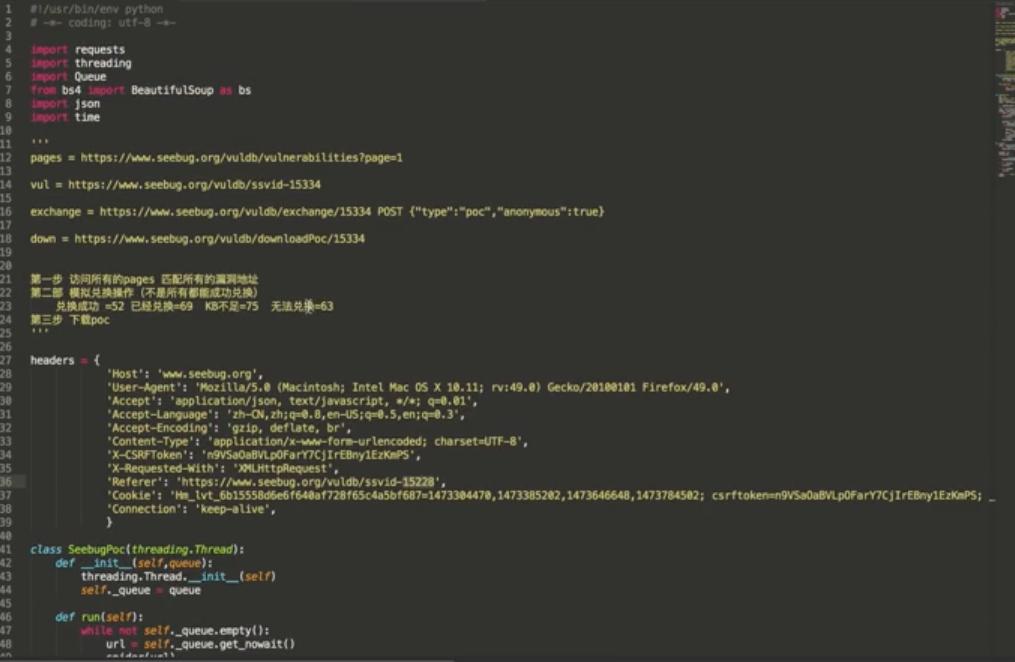 1 #!/usr/bin/env python
2 # -*- coding: utf-8 -*-
3
4 import requests
5 import threading
6 import Queue
7 from bs4 import BeautifulSoup as bs
8 import json
9 import time
10
11 '''
12 pages = https://www.seebug.org/vuldb/vulnerabilities?page=1
13
14 vul = https://www.seebug.org/vuldb/ssvid-15334
15
16 exchange = https://www.seebug.org/vuldb/exchange/15334 POST {"type":"poc","anonymous":true}
17
18 down = https://www.seebug.org/vuldb/downloadPoc/15334
19
20
21 第一步 访问所有的pages 匹配所有的漏洞地址
22 第二部 模拟兑换操作（不是所有都能成功兑换）
23 兑换成功 =52 已经兑换=69 KB不足=75 无法兑换=63
24 第三步 下载poc
25 '''
26
27 headers = {
28 'Host': 'www.seebug.org',
29 'User-Agent': 'Mozilla/5.0 (Macintosh; Intel Mac OS X 10.11; rv:49.0) Gecko/20100101 Firefox/49.0',
30 'Accept': 'application/json, text/javascript, */*; q=0.01',
31 'Accept-Language': 'zh-CN,zh;q=0.8,en-US;q=0.5,en;q=0.3',
32 'Accept-Encoding': 'gzip, deflate, br',
33 'Content-Type': 'application/x-www-form-urlencoded; charset=UTF-8',
34 'X-CSRFToken': 'n9VSaOaBVLpOFarY7CjIrEBny1EzKmPS',
35 'X-Requested-With': 'XMLHttpRequest',
36 'Referer': 'https://www.seebug.org/vuldb/ssvid-15228',
37 'Cookie': 'Hm_lvt_6b15558d6e6f640af728f65c4a5bf687=1473304470,1473385202,1473646648,1473784502; csrftoken=n9VSaOaBVLpOFarY7CjIrEBny1EzKmPS; _
38 'Connection': 'keep-alive',
39 }
40
41 class SeebugPoc(threading.Thread):
42 def __init__(self,queue):
43 threading.Thread.__init__(self)
44 self._queue = queue
45
46 def run(self):
47 while not self._queue.empty():
48 url = self._queue.get_nowait()